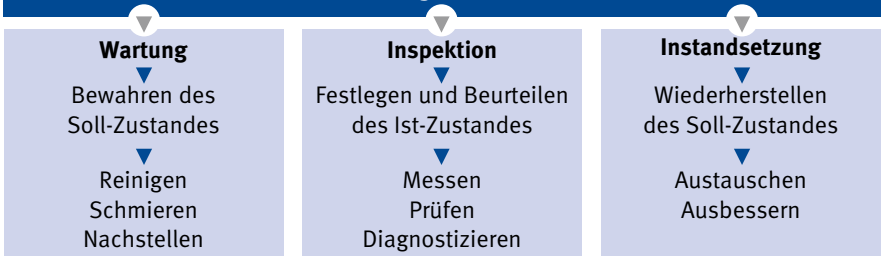 Wartung
Bewahren des
Soll-Zustandes
Reinigen
Schmieren
Nachstellen
Inspektion
Festlegen und Beurteilen
des Ist-Zustandes
Messen
Prüfen
Diagnostizieren
Instandsetzung
Wiederherstellen
des Soll-Zustandes
Austauschen
Ausbessern